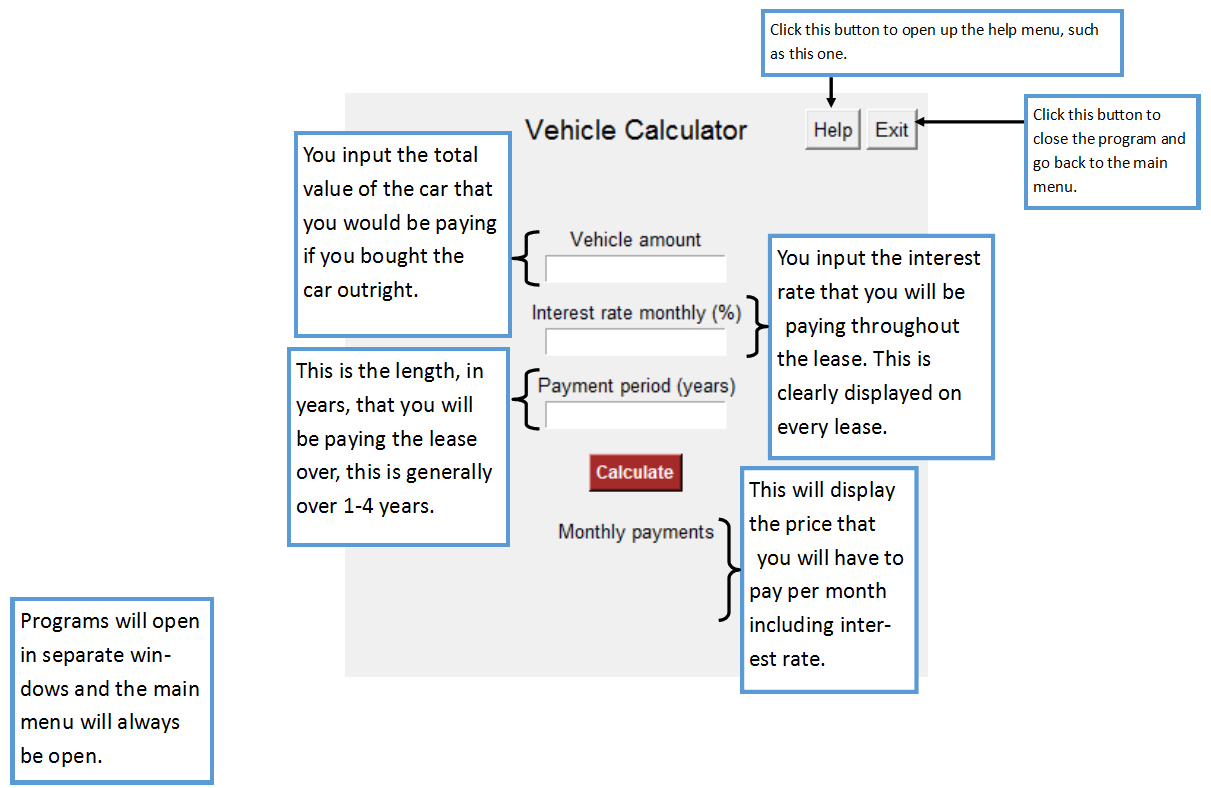 Click this button to open up the help menu, such
as this one.
Vehicle Calculator
Help
Exit
Click this button to
close the program and
go back to the main
menu.
You input the total
value of the car that
you would be paying
if you bought the
car outright.
Vehicle amount
You input the interest
rate that you will be
paying throughout
the lease. This is
clearly displayed on
every lease.
Interest rate monthly (%)
This is the length, in
years, that you will
be paying the lease
over, this is generally
over 1-4 years.
Payment period (years)
Calculate
Monthly payments
This will display
the price that
you will have to
pay per month
including inter-
est rate.
Programs will open
in separate win-
dows and the main
menu will always
be open.